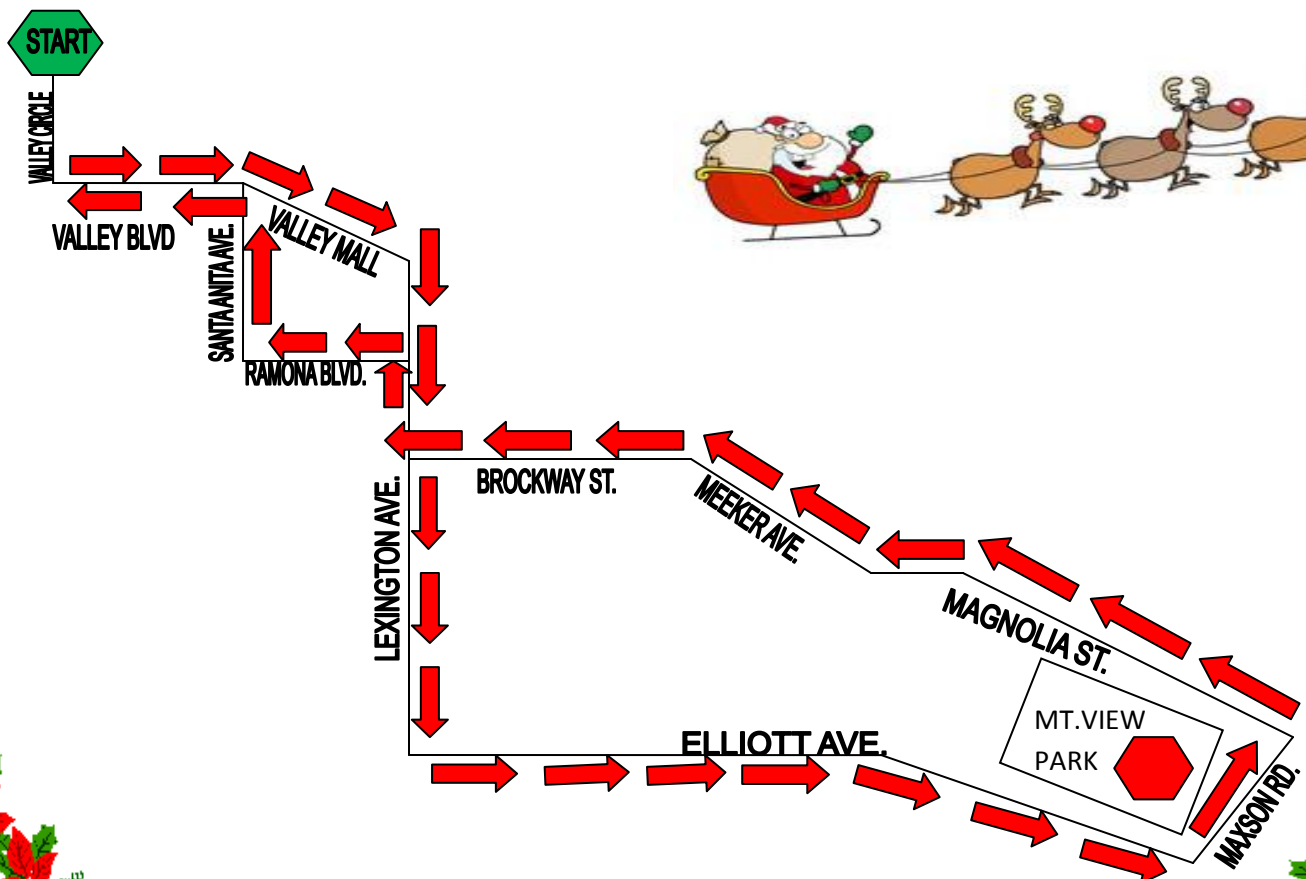 START
VALLEY CIRCLE
VALLEY BLVD
VALLEY MALL
SANTA ANITA AVE.
RAMONA BLVD.
BROCKWAY ST.
LEXINGTON AVE.
MEEKER AVE.
MAGNOLIA ST.
MT.VIEW
PARK
ELLIOTT AVE.
MAXSON RD.